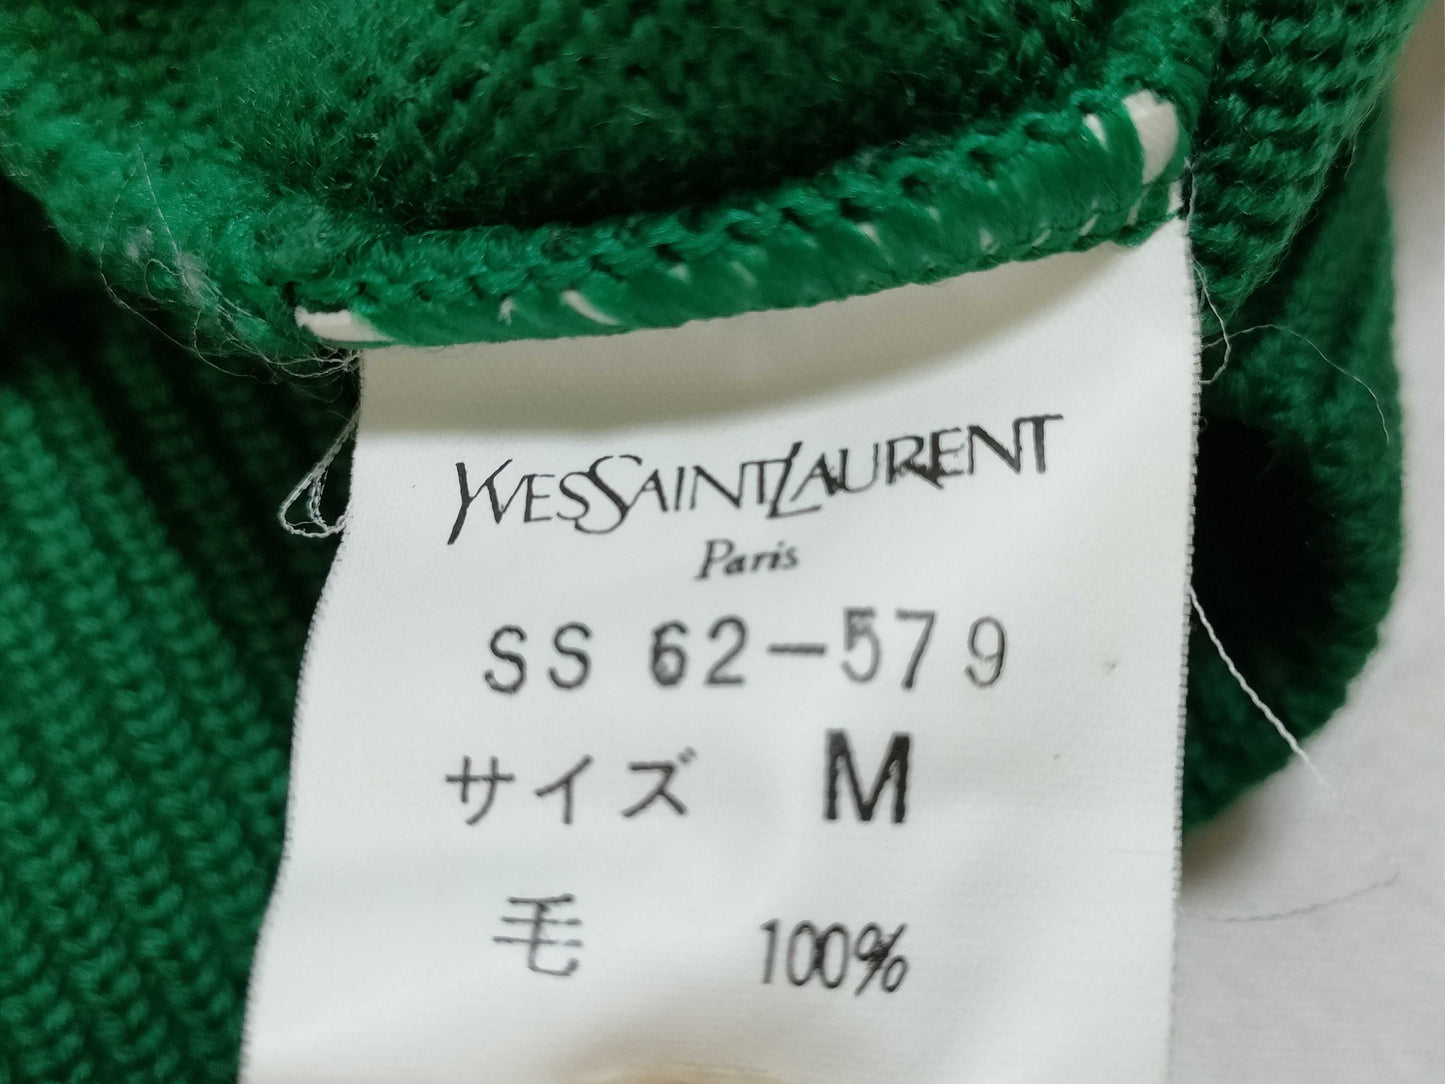 YVESSAINTLAURENT
Paris
SS 62-579
サイズ M
毛 100%